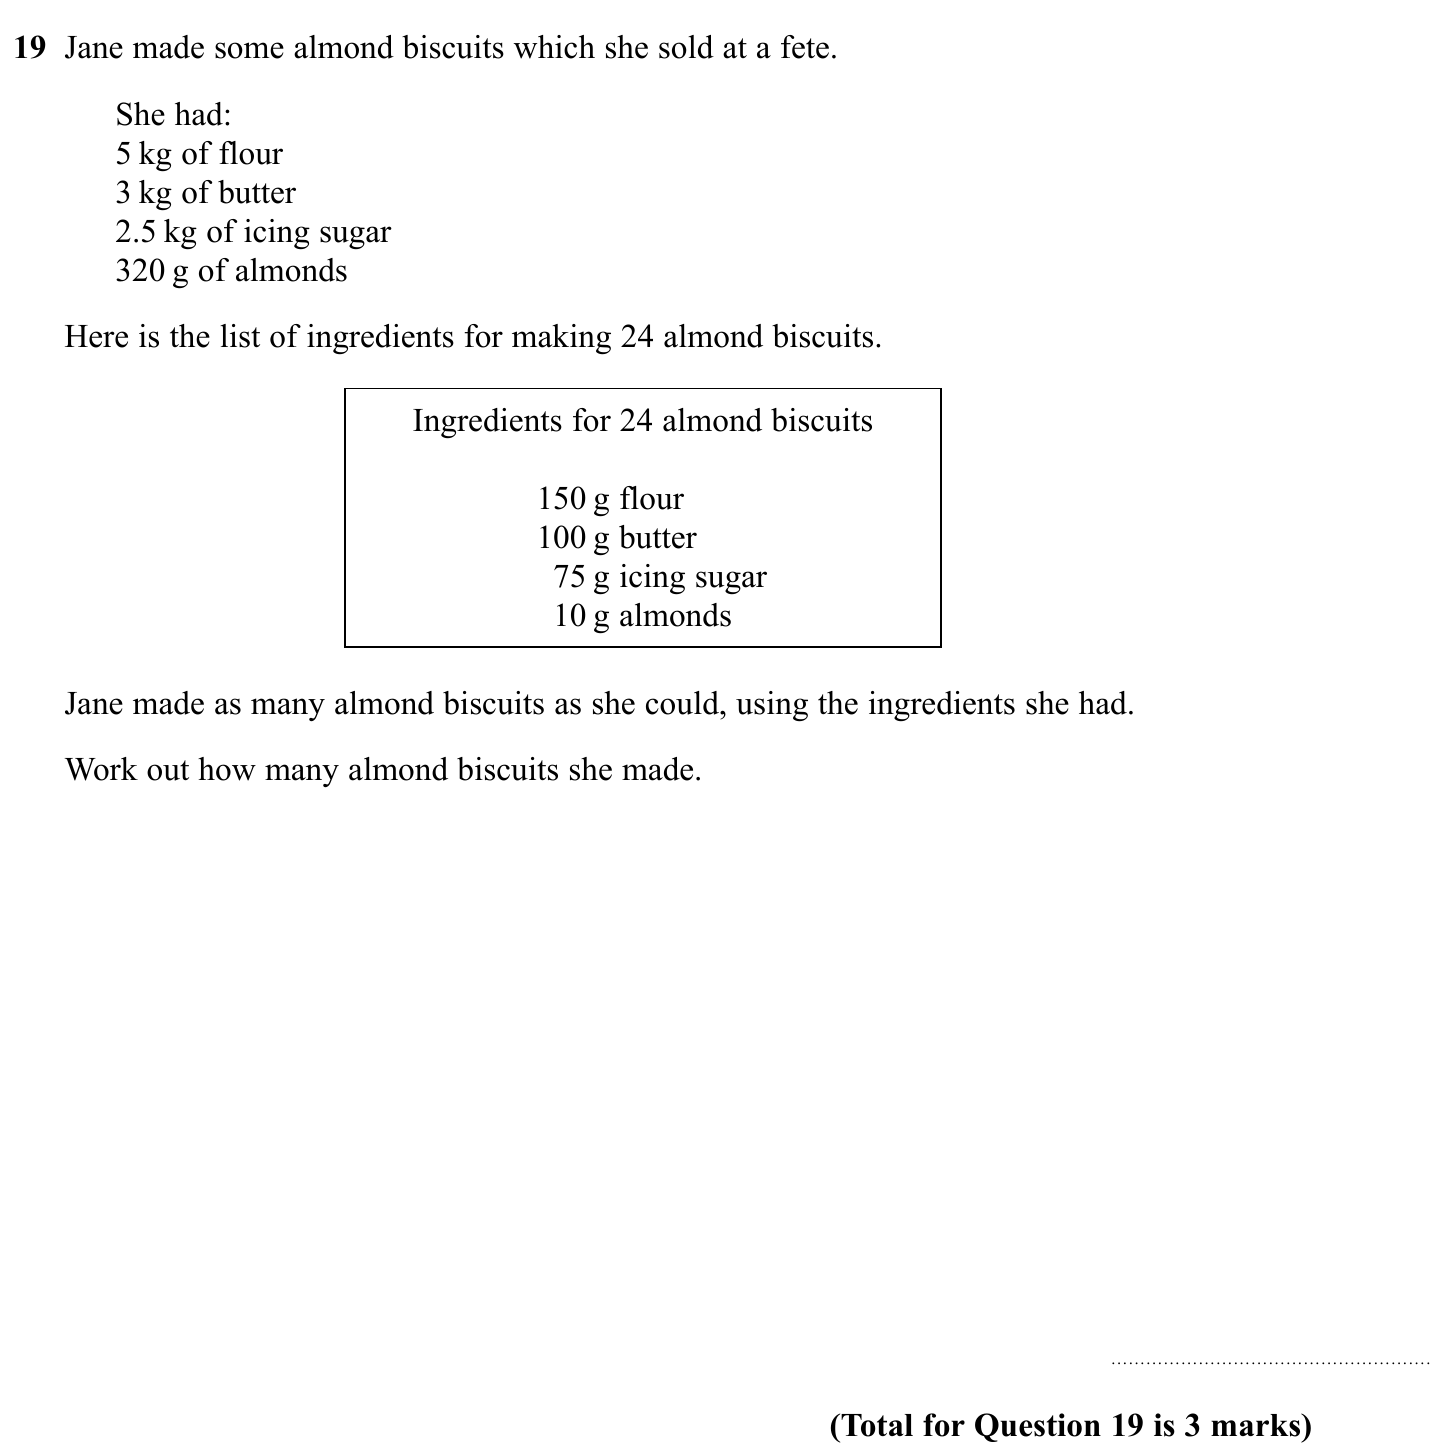 19 Jane made some almond biscuits which she sold at a fete.
She had:
5 kg of flour
3 kg of butter
2.5 kg of icing sugar
320 g of almonds
Here is the list of ingredients for making 24 almond biscuits.
Ingredients for 24 almond biscuits
150 g flour
100 g butter
75 g icing sugar
10 g almonds
Jane made as many almond biscuits as she could, using the ingredients she had.
Work out how many almond biscuits she made.
(Total for Question 19 is 3 marks)